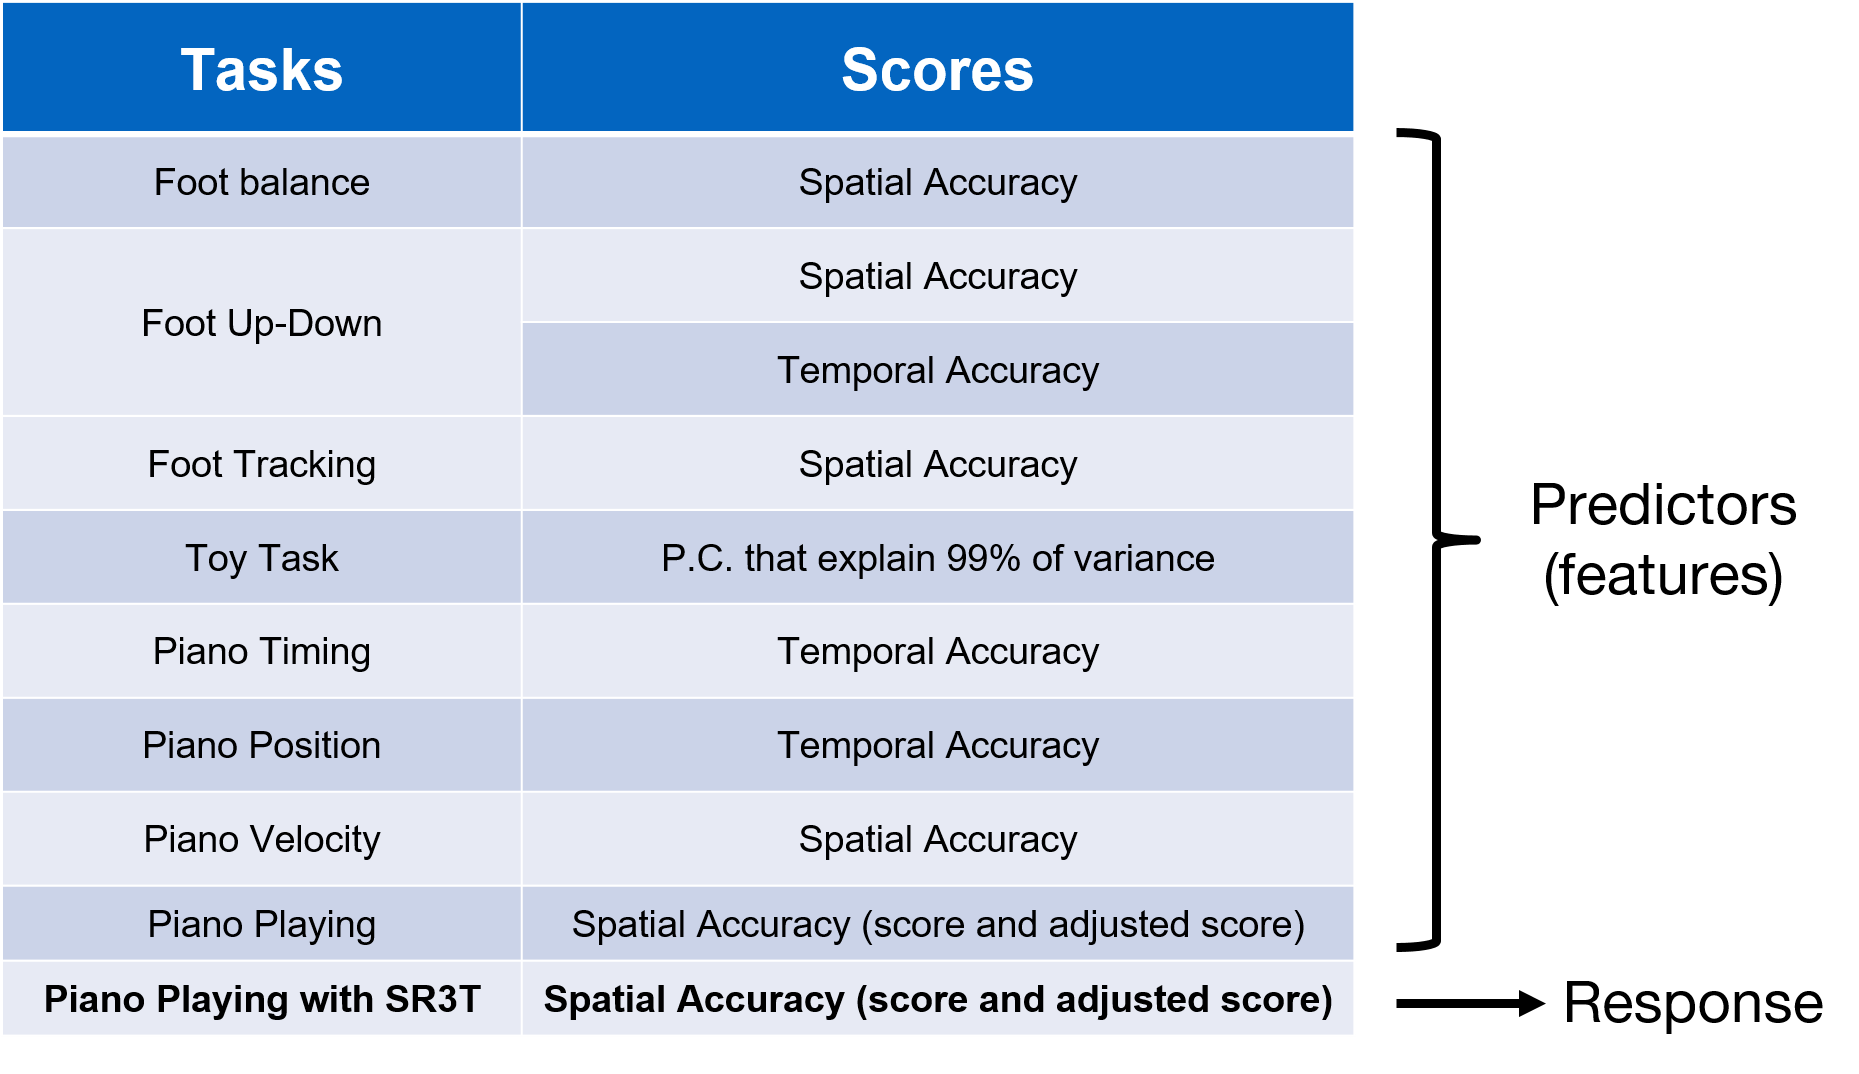 Tasks
Scores
Foot balance
Spatial Accuracy
Foot Up-Down
Spatial Accuracy
Temporal Accuracy
Foot Tracking
Spatial Accuracy
Toy Task
P.C. that explain 99% of variance
Piano Timing
Temporal Accuracy
Piano Position
Temporal Accuracy
Piano Velocity
Spatial Accuracy
Piano Playing
Spatial Accuracy (score and adjusted score)
Piano Playing with SR3T
Spatial Accuracy (score and adjusted score)
Predictors
(features)
Response